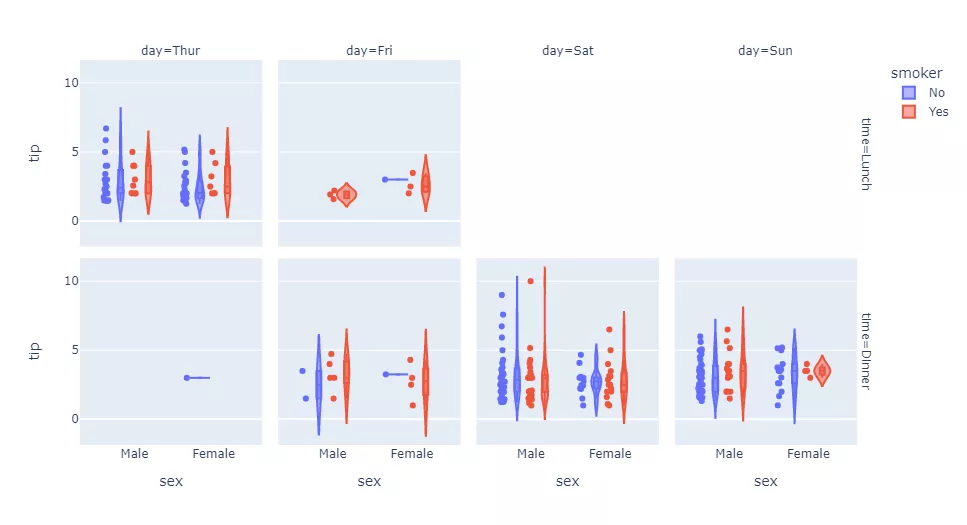 day=Thur day=Fri day=Sat day=Sun
smoker
No
Yes
tip
10
5
0
time=Lunch
tip
10
5
0
time=Dinner
Male Female Male Female Male Female Male Female
sex sex sex sex